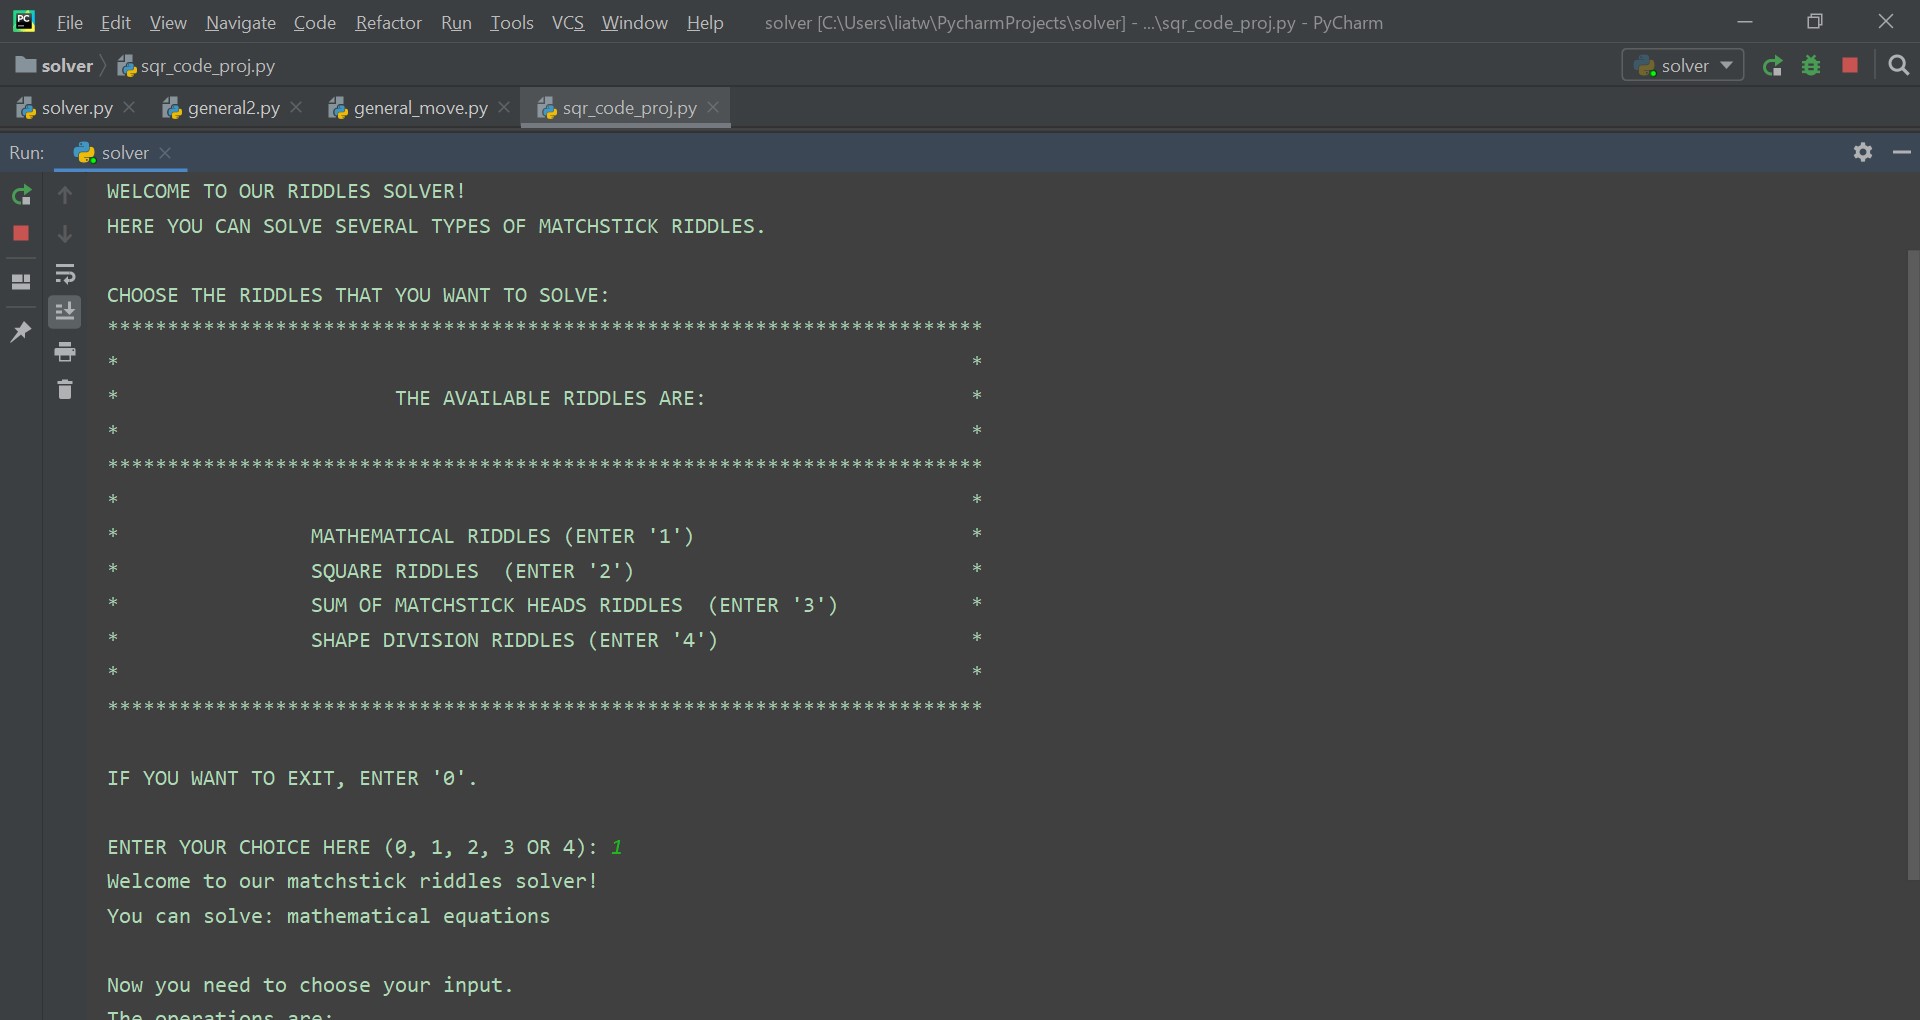 PC File Edit View Navigate Code Refactor Run Tools VCS Window Help solver [C:\Users\liatw\PycharmProjects\solver] - ...\sqr_code_proj.py - PyCharm
solver sqr_code_proj.py solver
solver.py general2.py general_move.py sqr_code_proj.py
Run: solver
WELCOME TO OUR RIDDLES SOLVER!
HERE YOU CAN SOLVE SEVERAL TYPES OF MATCHSTICK RIDDLES.
CHOOSE THE RIDDLES THAT YOU WANT TO SOLVE:
*************************************************************************
* *
* THE AVAILABLE RIDDLES ARE: *
* *
*************************************************************************
* *
* MATHEMATICAL RIDDLES (ENTER '1') *
* SQUARE RIDDLES (ENTER '2') *
* SUM OF MATCHSTICK HEADS RIDDLES (ENTER '3') *
* SHAPE DIVISION RIDDLES (ENTER '4') *
* *
*************************************************************************
IF YOU WANT TO EXIT, ENTER '0'.
ENTER YOUR CHOICE HERE (0, 1, 2, 3 OR 4): 1
Welcome to our matchstick riddles solver!
You can solve: mathematical equations
Now you need to choose your input.
The operations are: